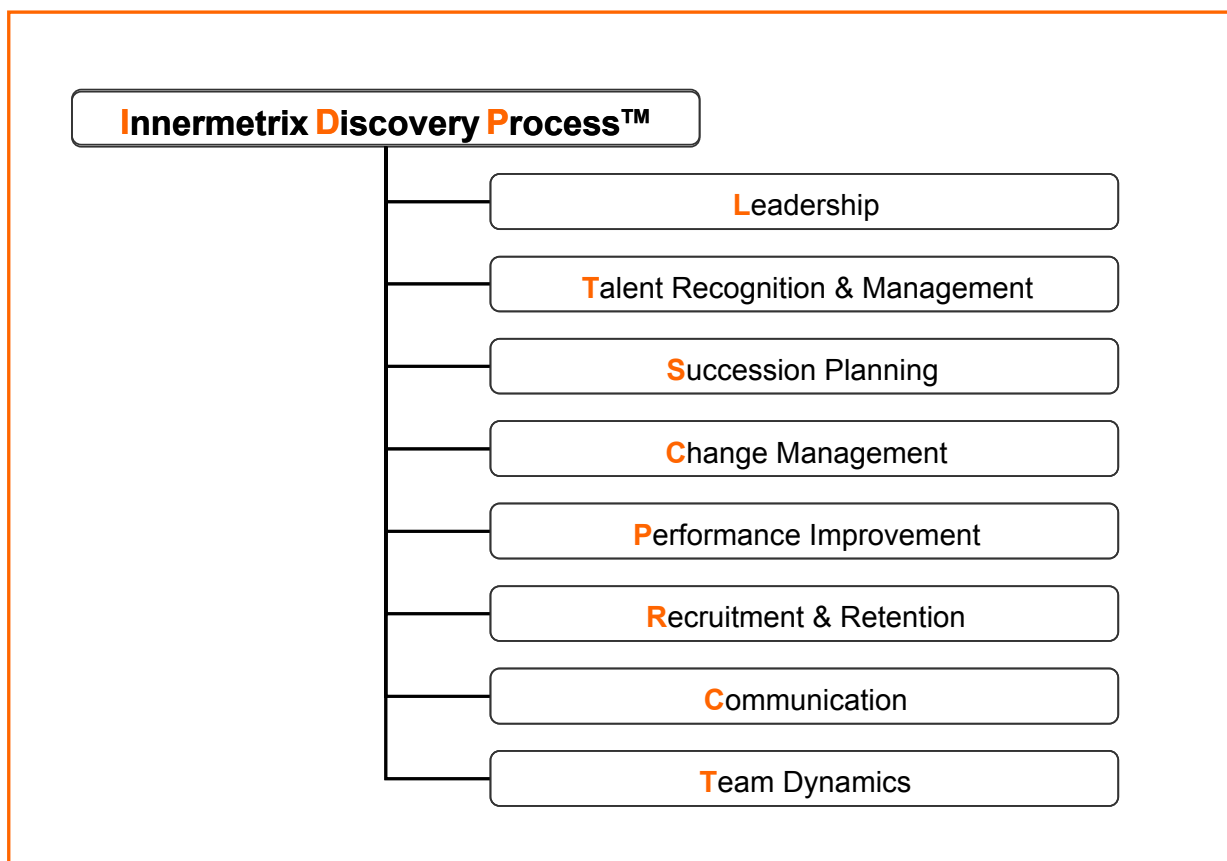 Innermetrix Discovery Process™
Leadership
Talent Recognition & Management
Succession Planning
Change Management
Performance Improvement
Recruitment & Retention
Communication
Team Dynamics